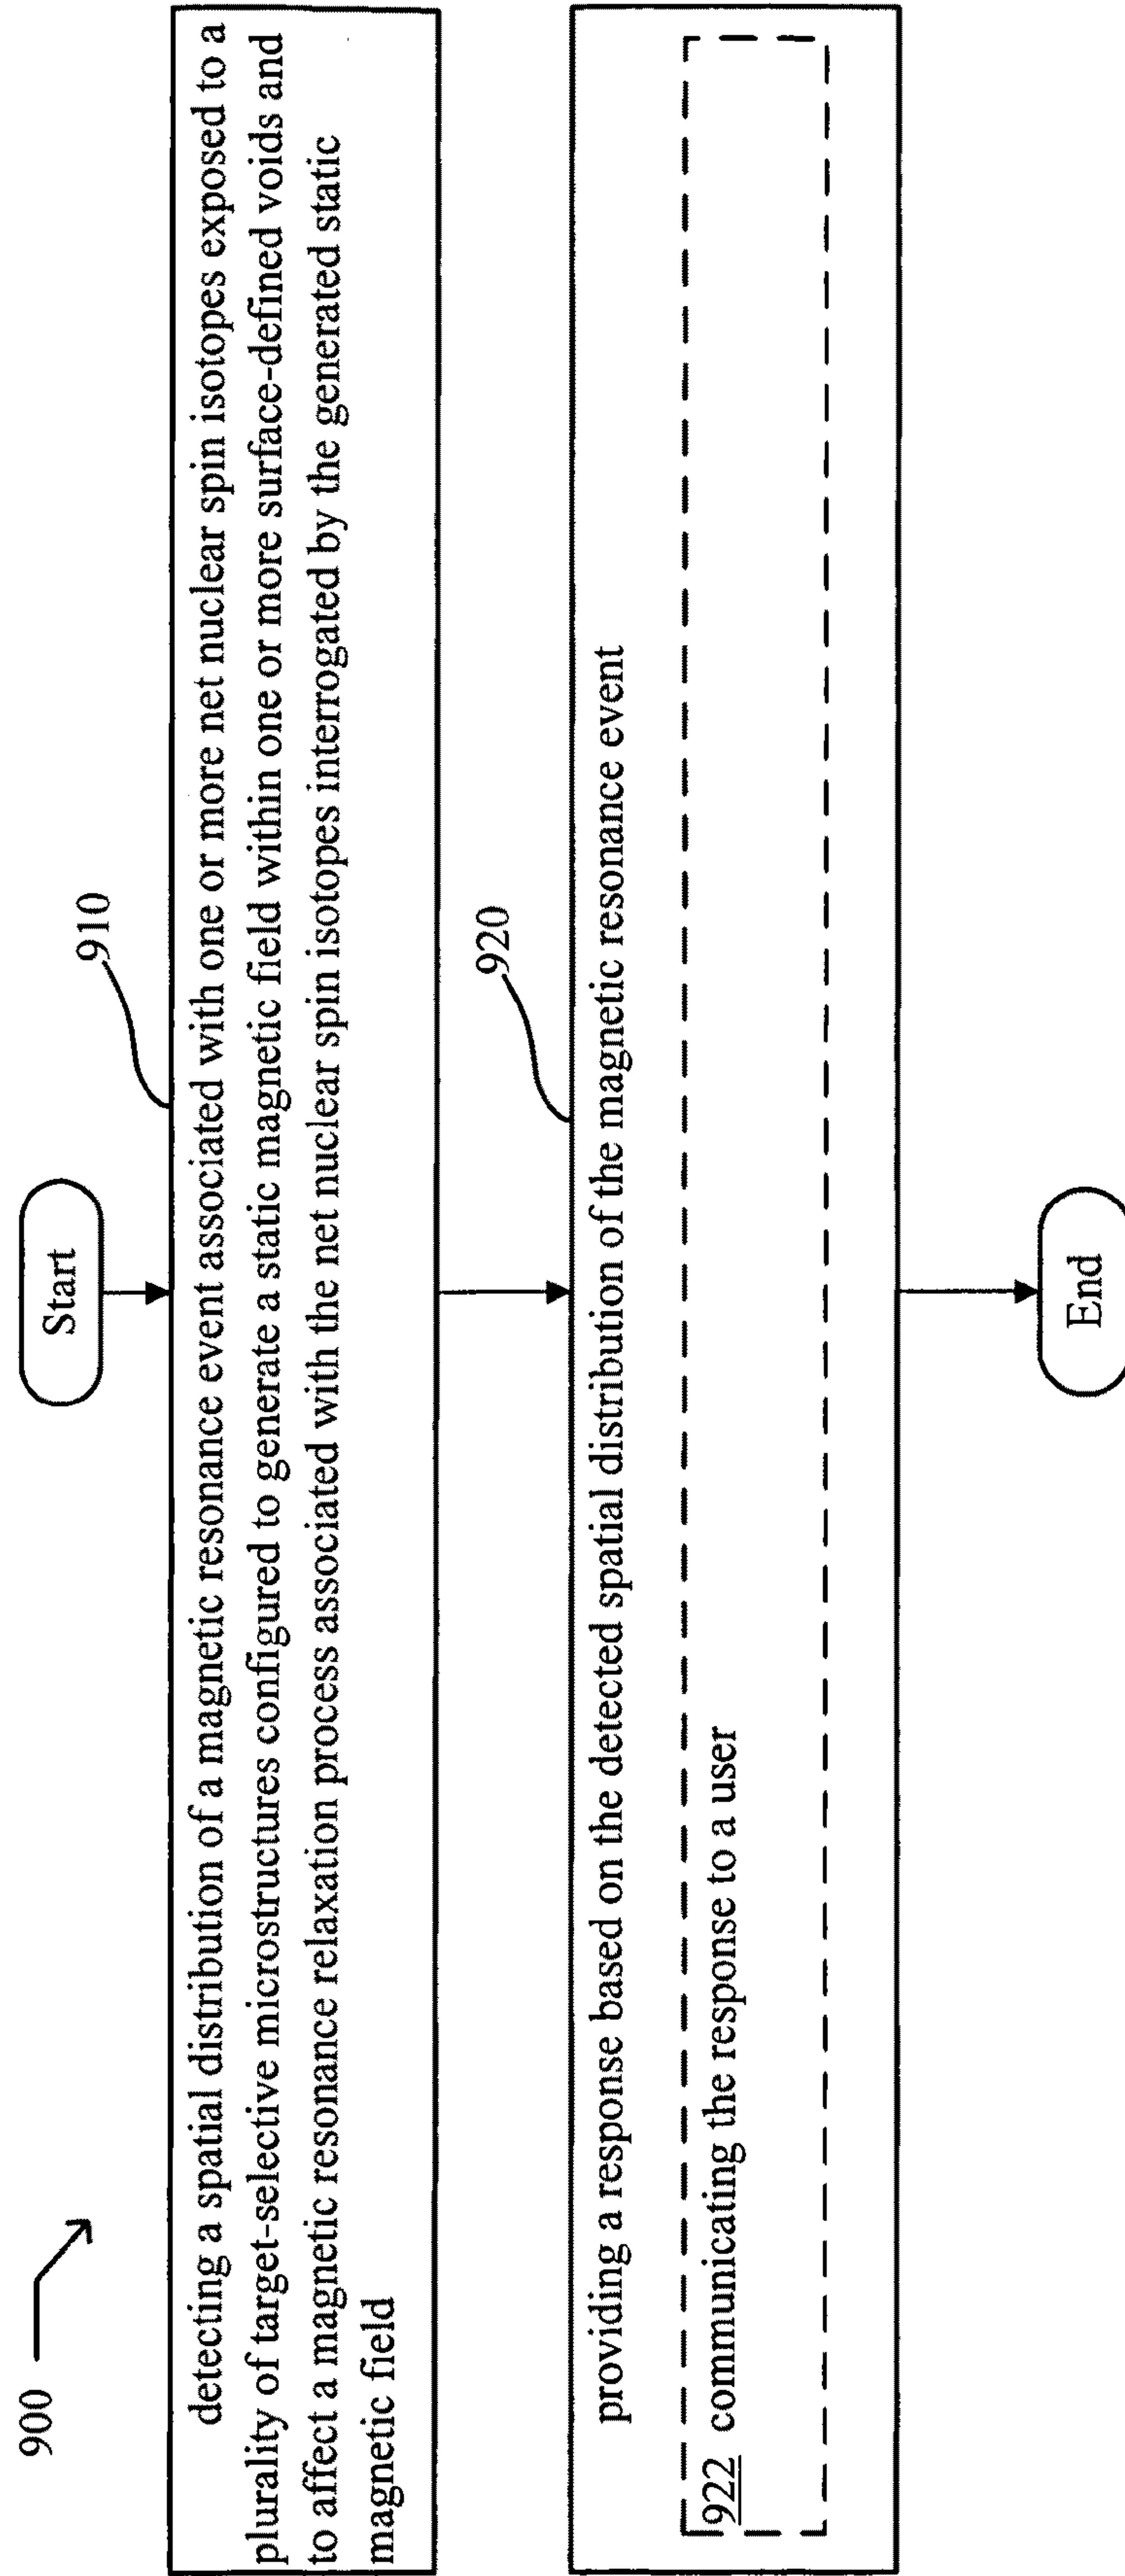 900
Start
910
detecting a spatial distribution of a magnetic resonance event associated with one or more net nuclear spin isotopes exposed to a
plurality of target-selective microstructures configured to generate a static magnetic field within one or more surface-defined voids and
to affect a magnetic resonance relaxation process associated with the net nuclear spin isotopes interrogated by the generated static
magnetic field
920
providing a response based on the detected spatial distribution of the magnetic resonance event
922 communicating the response to a user
End